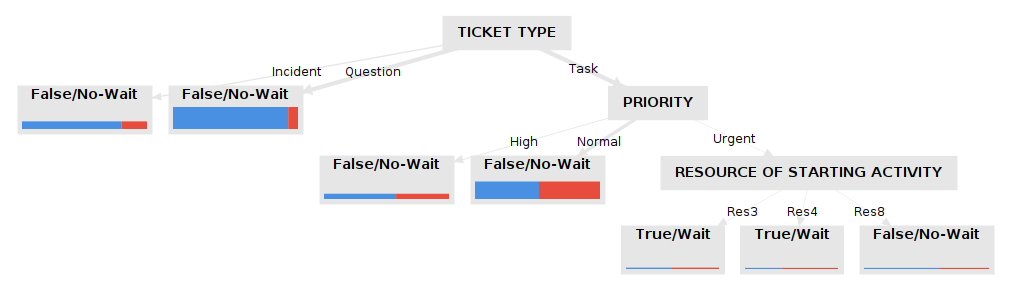 TICKET TYPE
Incident
Question
Task
False/No-Wait
False/No-Wait
PRIORITY
High
Normal
Urgent
False/No-Wait
False/No-Wait
RESOURCE OF STARTING ACTIVITY
Res3
Res4
Res8
True/Wait
True/Wait
False/No-Wait